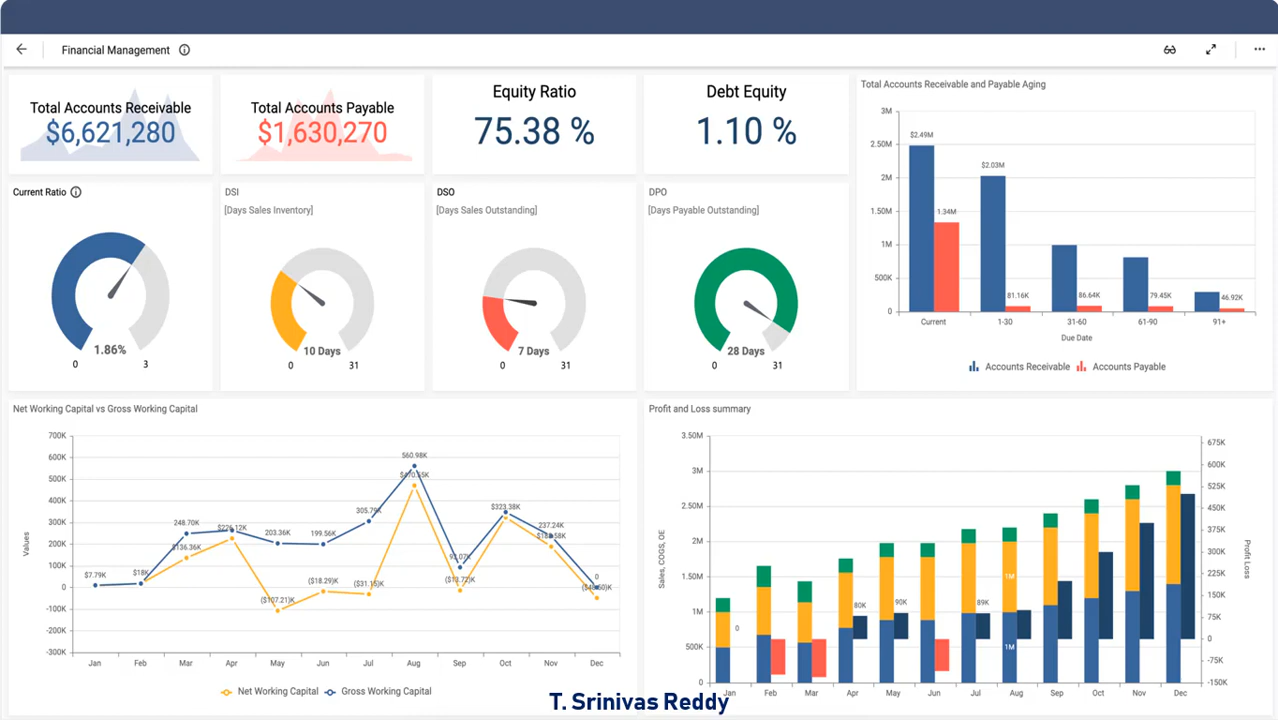 Financial Management
Total Accounts Receivable
$6,621,280
Total Accounts Payable
$1,630,270
Equity Ratio
75.38 %
Debt Equity
1.10 %
Total Accounts Receivable and Payable Aging
3M
2.50M
2M
1.50M
1M
500K
0
$2.49M
1.34M
$2.03M
81.16K
86.64K
79.45K
46.92K
Current 1-30 31-60 61-90 91+
Due Date
Accounts Receivable Accounts Payable
Current Ratio
1.86%
0 3
DSI
[Days Sales Inventory]
10 Days
0 31
DSO
[Days Sales Outstanding]
7 Days
0 31
DPO
[Days Payable Outstanding]
28 Days
0 31
Net Working Capital vs Gross Working Capital
Values
700K
600K
500K
400K
300K
200K
100K
0
-100K
-200K
-300K
$7.79K
$18K
248.70K
$136.36K
$226.12K
203.36K
($107.21)K
199.56K
($18.29)K
305.79K
($31.15)K
560.98K
($13.72)K
$323.38K
237.24K
0
Jan Feb Mar Apr May Jun Jul Aug Sep Oct Nov Dec
Net Working Capital Gross Working Capital
Profit and Loss summary
Sales, COGS, OE
3.50M
3M
2.50M
2M
1.50M
1M
500K
0
0
80K
90K
89K
1M
1M
675K
600K
525K
450K
375K
300K
225K
150K
75K
0
-75K
-150K
Profit Loss
Jan Feb Mar Apr May Jun Jul Aug Sep Oct Nov Dec
T. Srinivas Reddy